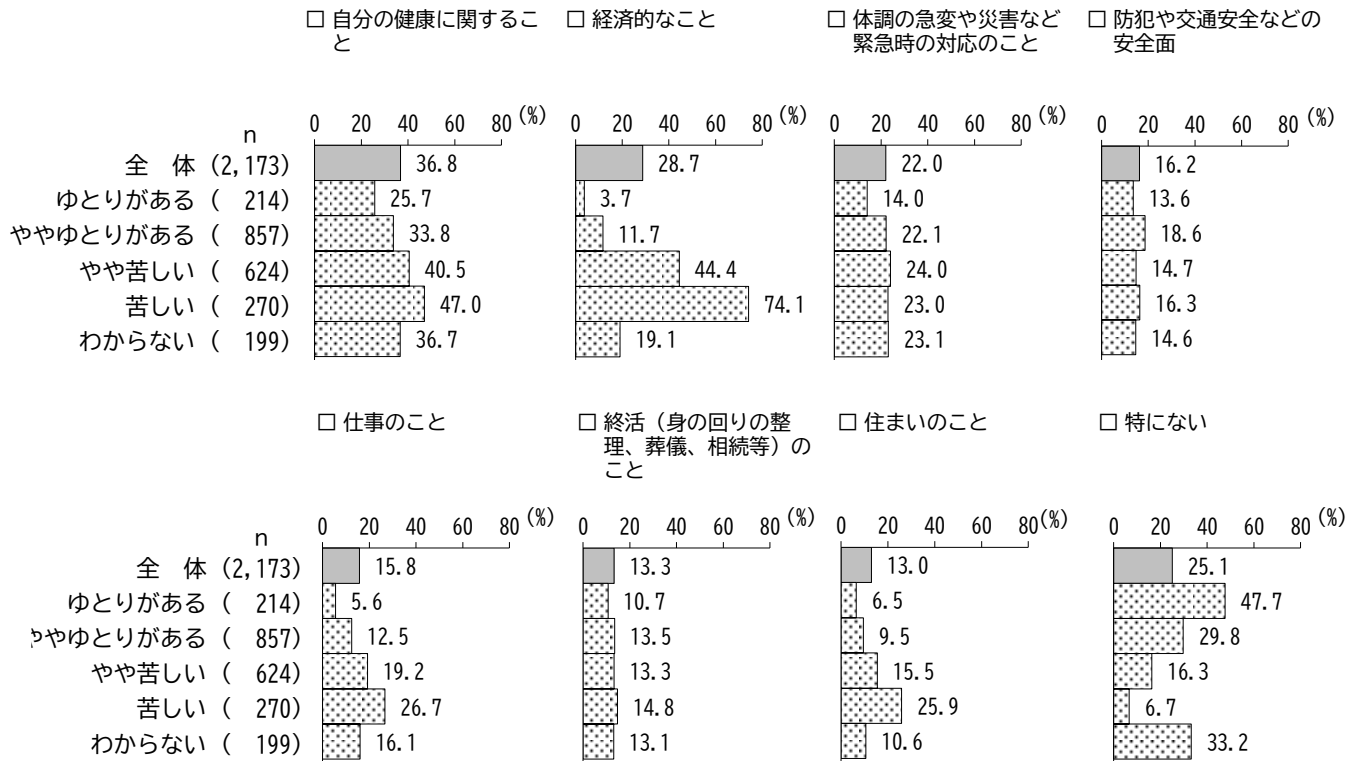 □ 自分の健康に関するこ
と
□ 経済的なこと
□ 体調の急変や災害など
緊急時の対応のこと
□ 防犯や交通安全などの
安全面
n
0 20 40 60 80 (%)
0 20 40 60 80 (%)
0 20 40 60 80 (%)
0 20 40 60 80 (%)
全 体 (2,173) 36.8 28.7 22.0 16.2
ゆとりがある ( 214) 25.7 3.7 14.0 13.6
ややゆとりがある ( 857) 33.8 11.7 22.1 18.6
やや苦しい ( 624) 40.5 44.4 24.0 14.7
苦しい ( 270) 47.0 74.1 23.0 16.3
わからない ( 199) 36.7 19.1 23.1 14.6
□ 仕事のこと
□ 終活（身の回りの整
理、葬儀、相続等）の
こと
□ 住まいのこと
□ 特にない
n
0 20 40 60 80 (%)
0 20 40 60 80 (%)
0 20 40 60 80 (%)
0 20 40 60 80 (%)
全 体 (2,173) 15.8 13.3 13.0 25.1
ゆとりがある ( 214) 5.6 10.7 6.5 47.7
ややゆとりがある ( 857) 12.5 13.5 9.5 29.8
やや苦しい ( 624) 19.2 13.3 15.5 16.3
苦しい ( 270) 26.7 14.8 25.9 6.7
わからない ( 199) 16.1 13.1 10.6 33.2